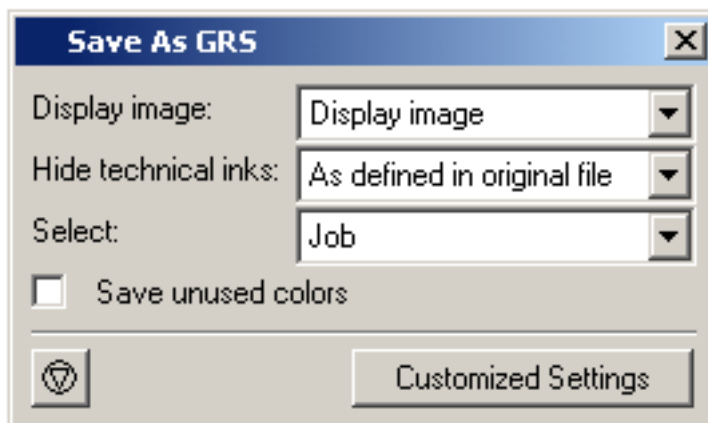 Save As GRS
Display image: Display image
Hide technical inks: As defined in original file
Select: Job
Save unused colors
Customized Settings